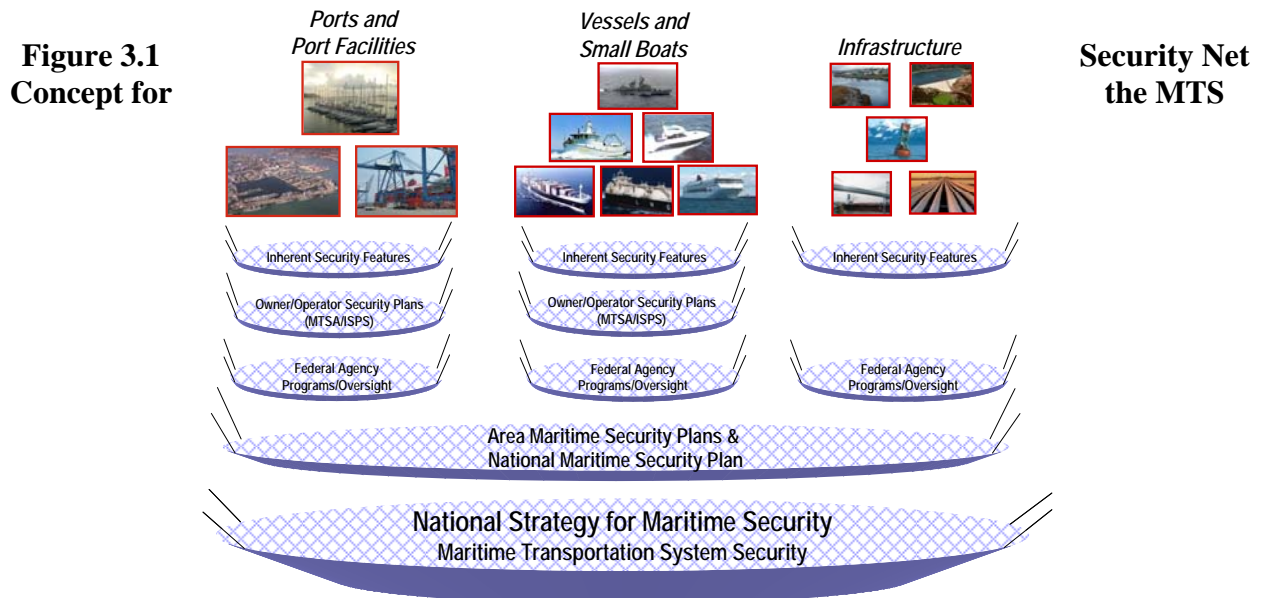 Figure 3.1
Concept for
Security Net
the MTS
Ports and
Port Facilities
Vessels and
Small Boats
Infrastructure
Inherent Security Features
Inherent Security Features
Inherent Security Features
Owner/Operator Security Plans
(MTSA/ISPS)
Owner/Operator Security Plans
(MTSA/ISPS)
Federal Agency
Programs/Oversight
Federal Agency
Programs/Oversight
Federal Agency
Programs/Oversight
Area Maritime Security Plans &
National Maritime Security Plan
National Strategy for Maritime Security
Maritime Transportation System Security